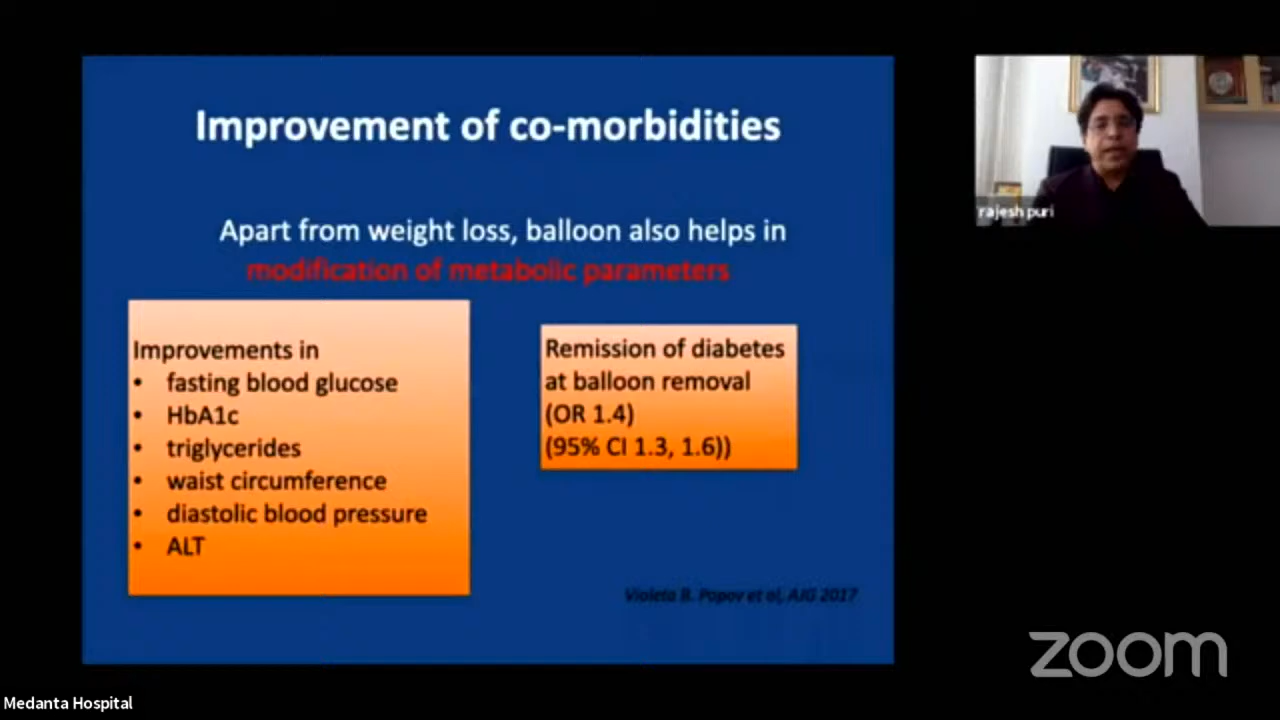 Improvement of co-morbidities
Apart from weight loss, balloon also helps in
modification of metabolic parameters
Improvements in
• fasting blood glucose
• HbA1c
• triglycerides
• waist circumference
• diastolic blood pressure
• ALT
Remission of diabetes
at balloon removal
(OR 1.4)
(95% CI 1.3, 1.6))
Violeta B. Popov et al, AJG 2017
rajesh puri
zoom
Medanta Hospital